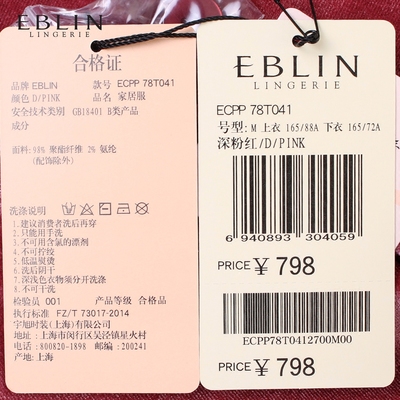 EBLIN
LINGERIE
合格证
品牌 EBLIN 款号 ECPP 78T041
颜色 D/PINK 品名 家居服
安全技术类别 GB18401 B类产品
成分
面料:98% 聚酯纤维 2% 氨纶
(配饰除外)
洗涤说明
1.建议消费者洗后再穿
2.只能用手洗
3.不可用含氯的漂剂
4.不可拧绞
5.低温熨烫
6.洗后阴干
7.深浅色衣物须分开洗涤
8.不可干洗
检验员 001 产品等级 合格品
执行标准 FZ/T 73017-2014
宇旭时装(上海)有限公司
上海市闵行区吴泾镇星火村
电话:800820-1898 邮编:200241
产地:上海
EBLIN
LINGERIE
ECPP 78T041
号型:M 上衣 165/88A 下衣 165/72A
深粉红/D/PINK
6 940893 304059
PRICE ¥ 798
ECPP78T0412700M00
PRICE ¥ 798